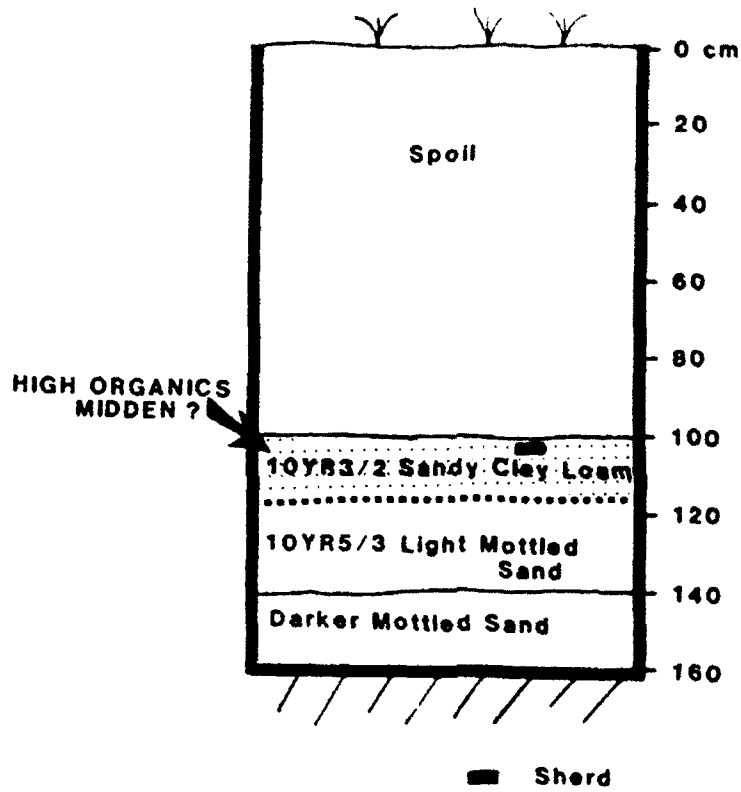 0 cm
20
Spoil
40
60
80
HIGH ORGANICS
MIDDEN ?
100
10YR3/2 Sandy Clay Loam
120
10YR5/3 Light Mottled
Sand
140
Darker Mottled Sand
160
Sherd